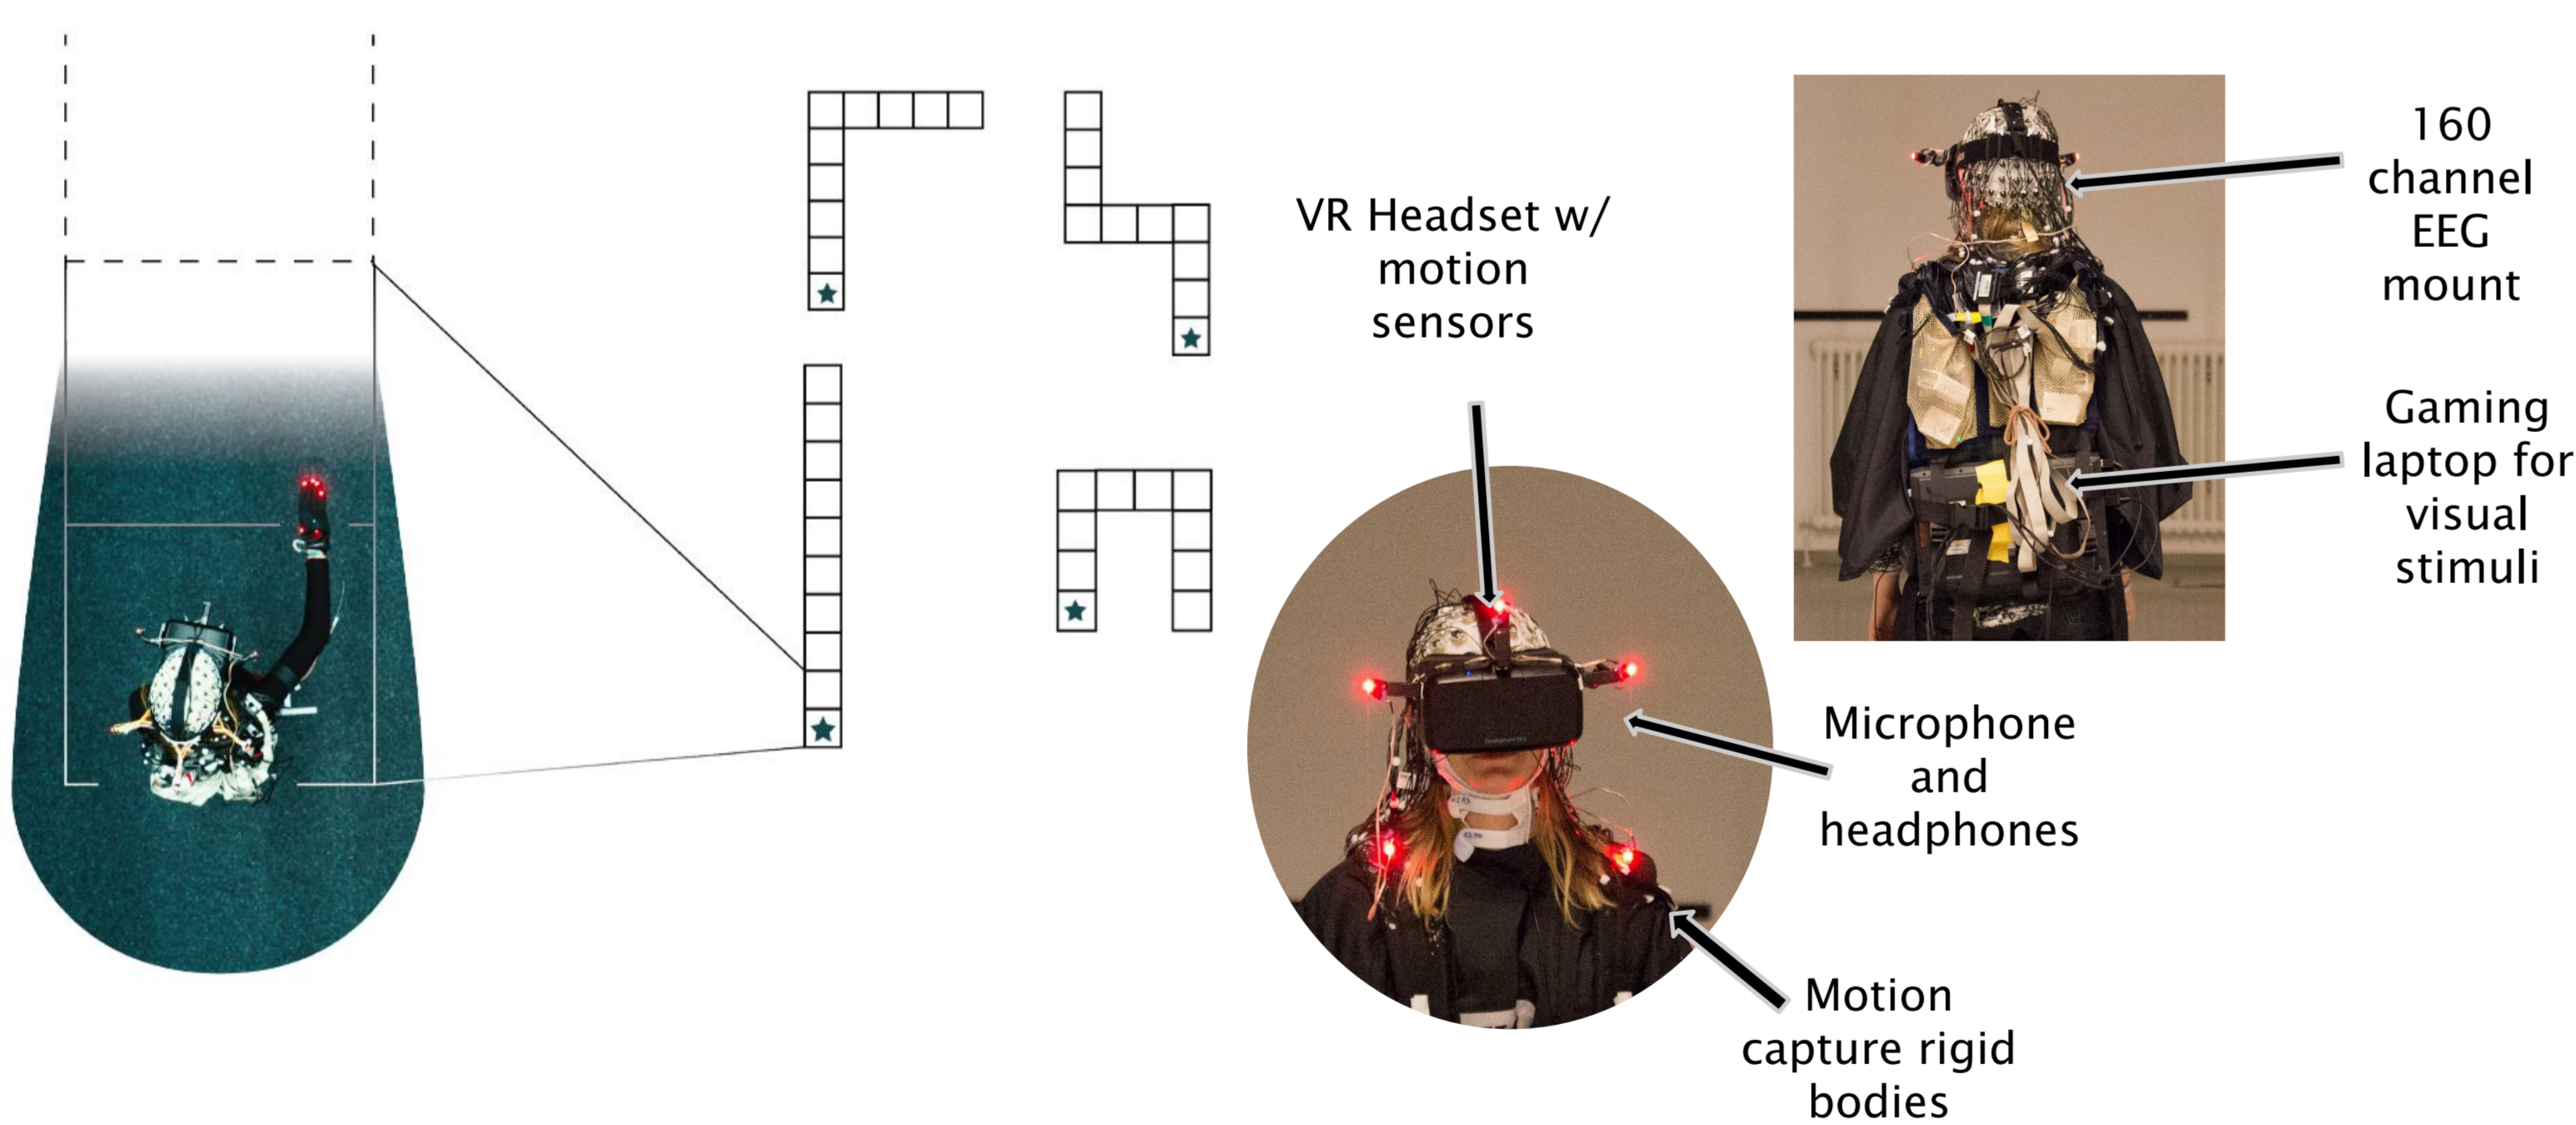 VR Headset w/
motion
sensors
160
channel
EEG
mount
Gaming
laptop for
visual
stimuli
Microphone
and
headphones
Motion
capture rigid
bodies